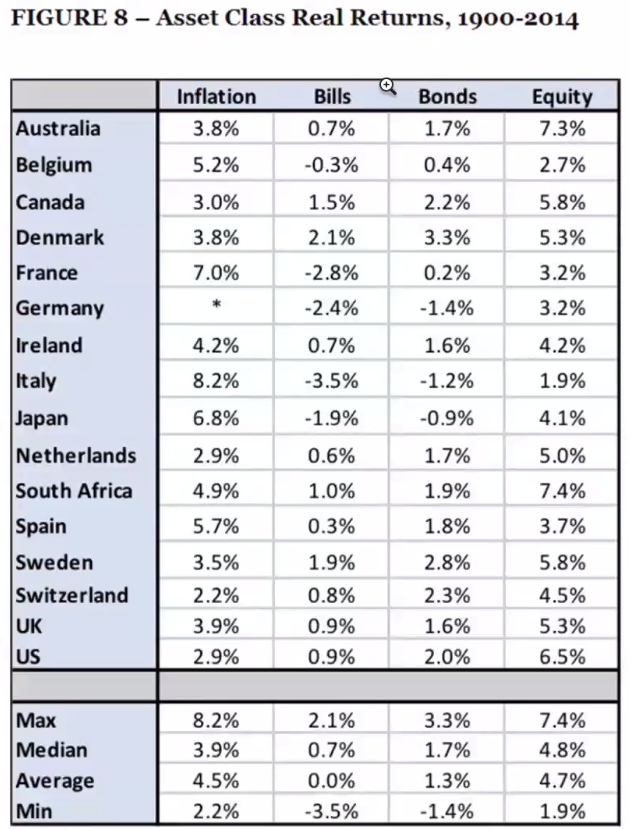 FIGURE 8 – Asset Class Real Returns, 1900-2014
Inflation Bills Bonds Equity
Australia 3.8% 0.7% 1.7% 7.3%
Belgium 5.2% -0.3% 0.4% 2.7%
Canada 3.0% 1.5% 2.2% 5.8%
Denmark 3.8% 2.1% 3.3% 5.3%
France 7.0% -2.8% 0.2% 3.2%
Germany * -2.4% -1.4% 3.2%
Ireland 4.2% 0.7% 1.6% 4.2%
Italy 8.2% -3.5% -1.2% 1.9%
Japan 6.8% -1.9% -0.9% 4.1%
Netherlands 2.9% 0.6% 1.7% 5.0%
South Africa 4.9% 1.0% 1.9% 7.4%
Spain 5.7% 0.3% 1.8% 3.7%
Sweden 3.5% 1.9% 2.8% 5.8%
Switzerland 2.2% 0.8% 2.3% 4.5%
UK 3.9% 0.9% 1.6% 5.3%
US 2.9% 0.9% 2.0% 6.5%
Max 8.2% 2.1% 3.3% 7.4%
Median 3.9% 0.7% 1.7% 4.8%
Average 4.5% 0.0% 1.3% 4.7%
Min 2.2% -3.5% -1.4% 1.9%